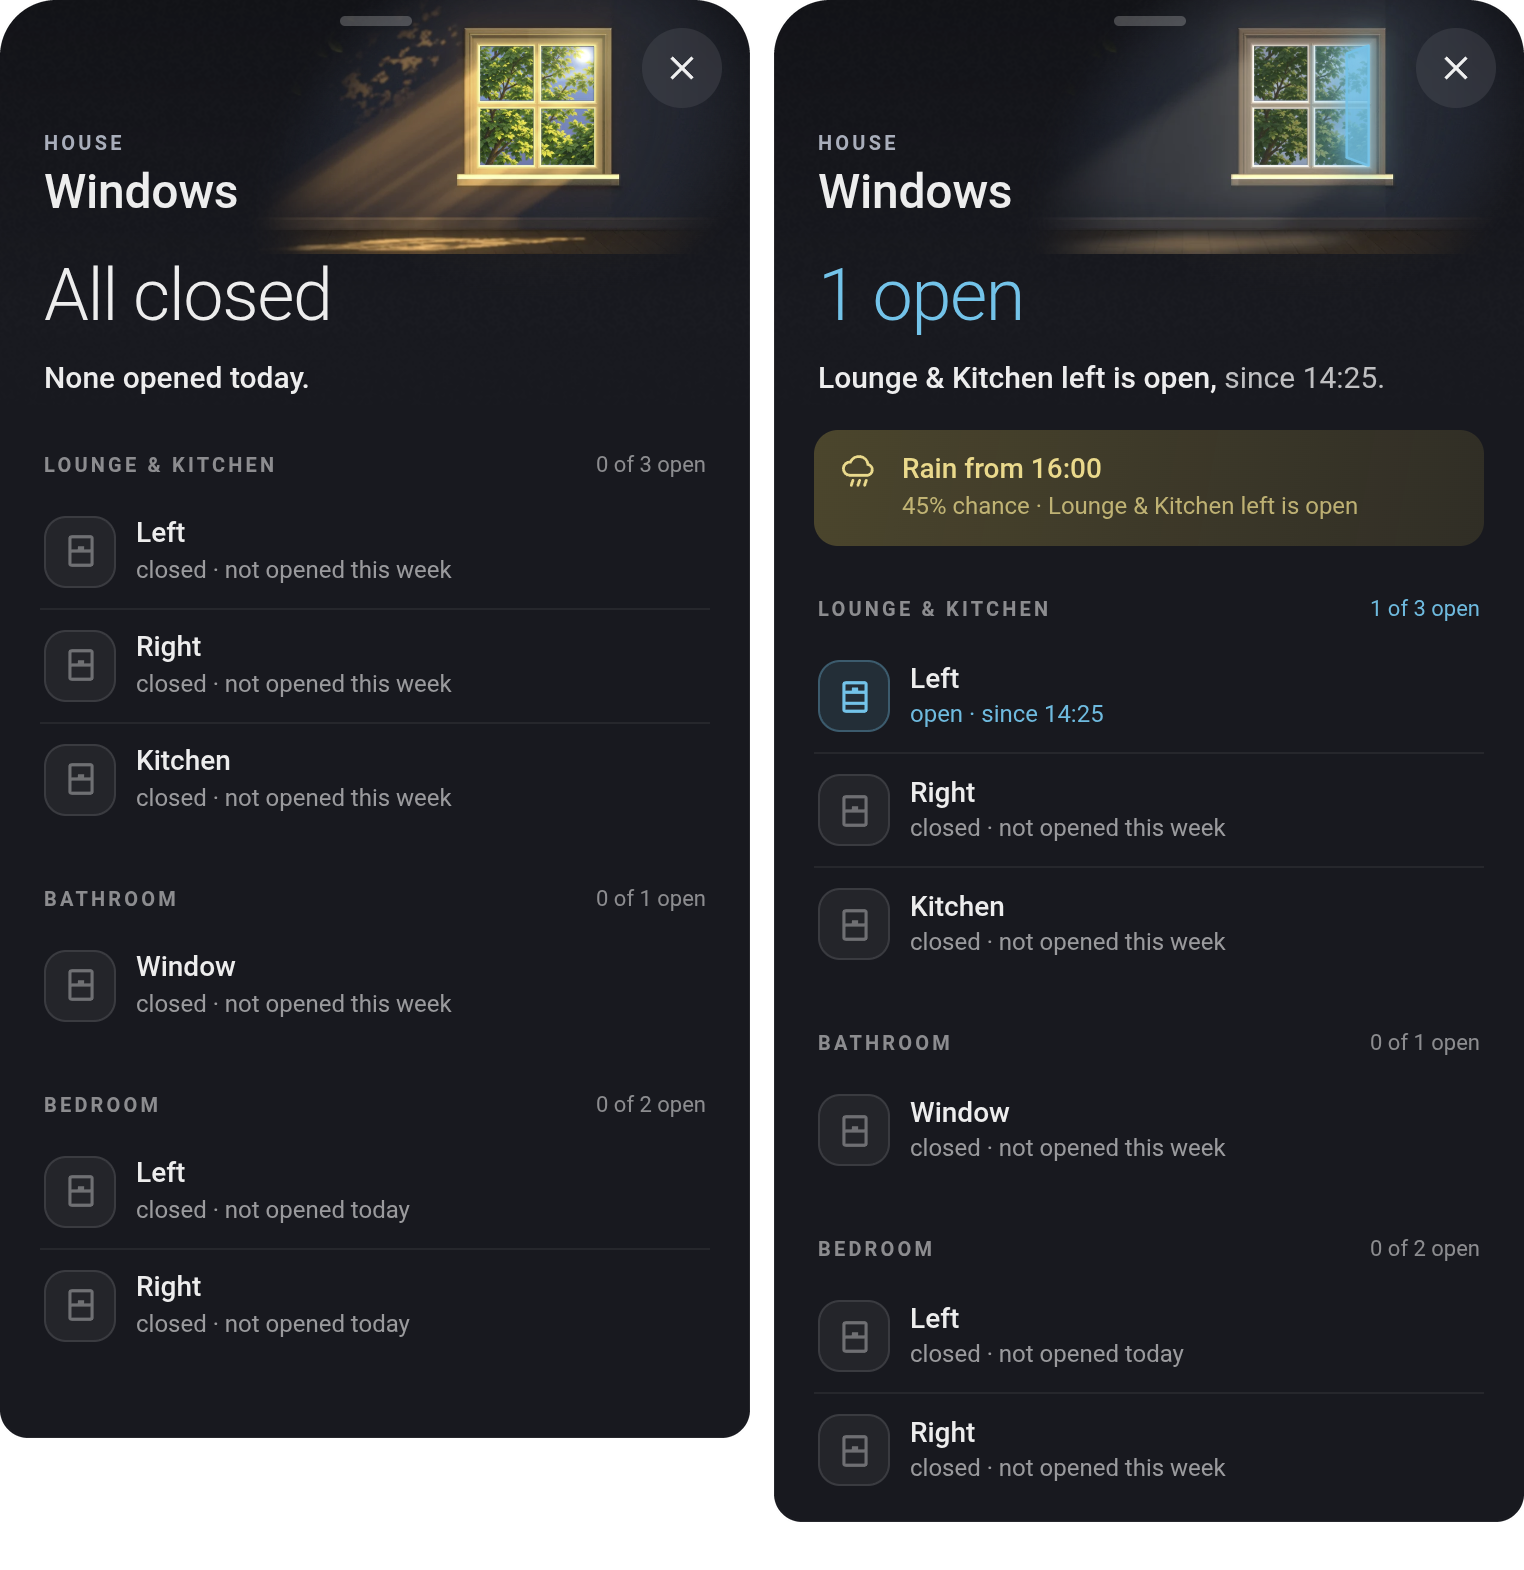 HOUSE
Windows
All closed
None opened today.
LOUNGE & KITCHEN 0 of 3 open
Left
closed · not opened this week
Right
closed · not opened this week
Kitchen
closed · not opened this week
BATHROOM 0 of 1 open
Window
closed · not opened this week
BEDROOM 0 of 2 open
Left
closed · not opened today
Right
closed · not opened today
HOUSE
Windows
1 open
Lounge & Kitchen left is open, since 14:25.
Rain from 16:00
45% chance · Lounge & Kitchen left is open
LOUNGE & KITCHEN 1 of 3 open
Left
open · since 14:25
Right
closed · not opened this week
Kitchen
closed · not opened this week
BATHROOM 0 of 1 open
Window
closed · not opened this week
BEDROOM 0 of 2 open
Left
closed · not opened today
Right
closed · not opened this week